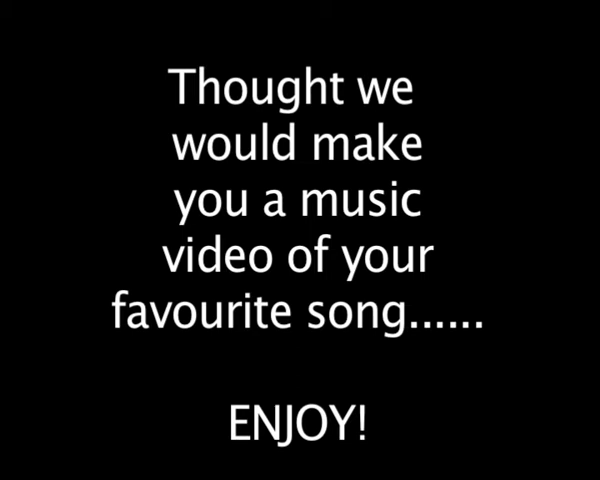 Thought we
would make
you a music
video of your
favourite song......
ENJOY!